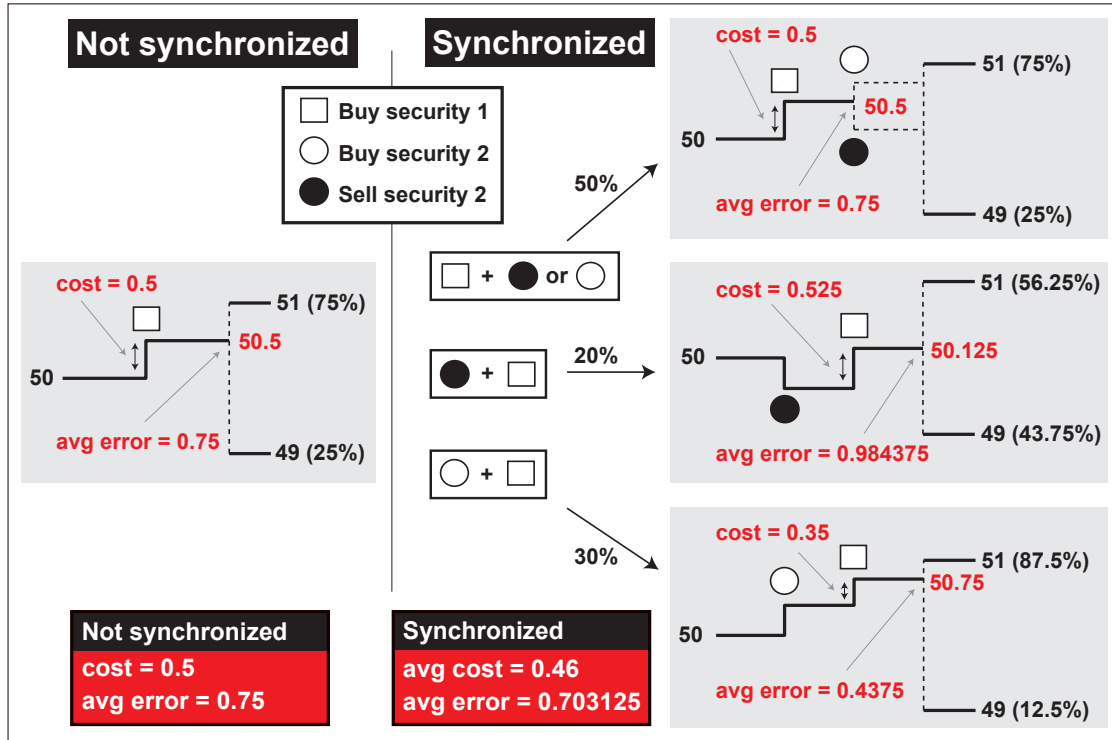 Not synchronized
Synchronized
Buy security 1
Buy security 2
Sell security 2
cost = 0.5
50
51 (75%)
50.5
avg error = 0.75
49 (25%)
50%
+ or
20%
+
+
30%
cost = 0.5
50
51 (75%)
50.5
avg error = 0.75
49 (25%)
cost = 0.525
50
51 (56.25%)
50.125
49 (43.75%)
avg error = 0.984375
cost = 0.35
50
51 (87.5%)
50.75
avg error = 0.4375
49 (12.5%)
Not synchronized
cost = 0.5
avg error = 0.75
Synchronized
avg cost = 0.46
avg error = 0.703125